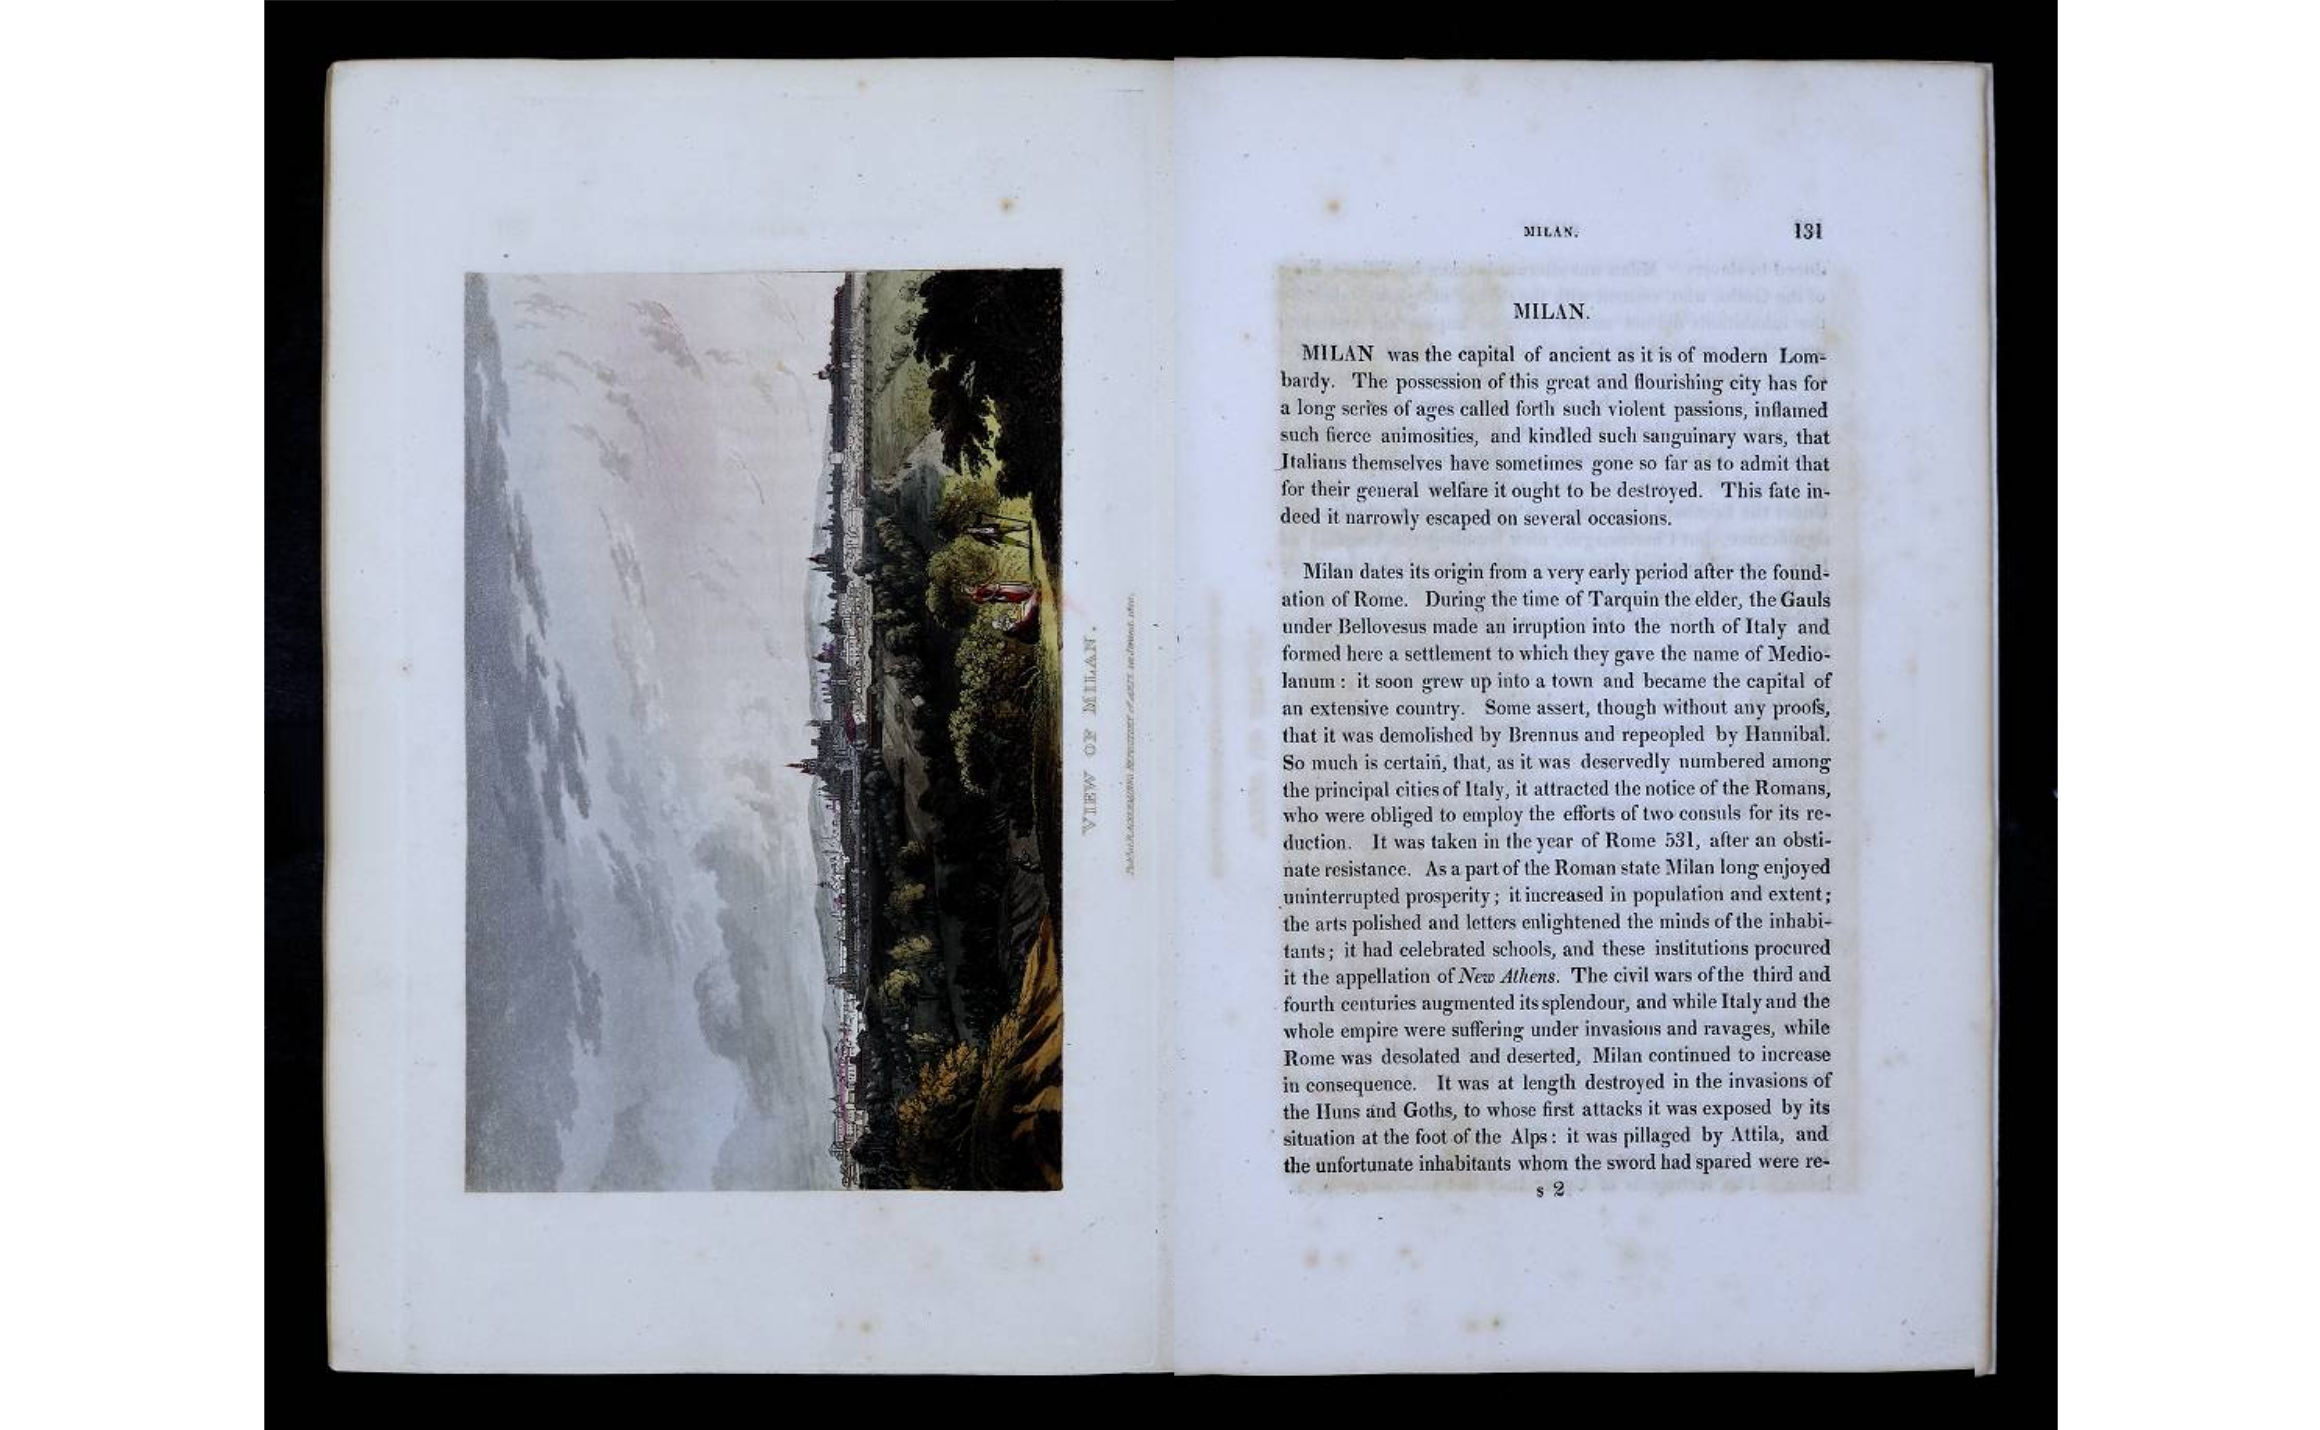 VIEW OF MILAN.
MILAN. 131
MILAN.
MILAN was the capital of ancient as it is of modern Lom-
bardy. The possession of this great and flourishing city has for
a long series of ages called forth such violent passions, inflamed
such fierce animosities, and kindled such sanguinary wars, that
Italians themselves have sometimes gone so far as to admit that
for their general welfare it ought to be destroyed. This fate in-
deed it narrowly escaped on several occasions.
Milan dates its origin from a very early period after the found-
ation of Rome. During the time of Tarquin the elder, the Gauls
under Bellovesus made an irruption into the north of Italy and
formed here a settlement to which they gave the name of Medio-
lanum : it soon grew up into a town and became the capital of
an extensive country. Some assert, though without any proofs,
that it was demolished by Brennus and repeopled by Hannibal.
So much is certain, that, as it was deservedly numbered among
the principal cities of Italy, it attracted the notice of the Romans,
who were obliged to employ the efforts of two consuls for its re-
duction. It was taken in the year of Rome 531, after an obsti-
nate resistance. As a part of the Roman state Milan long enjoyed
uninterrupted prosperity ; it increased in population and extent ;
the arts polished and letters enlightened the minds of the inhabi-
tants ; it had celebrated schools, and these institutions procured
it the appellation of New Athens. The civil wars of the third and
fourth centuries augmented its splendour, and while Italy and the
whole empire were suffering under invasions and ravages, while
Rome was desolated and deserted, Milan continued to increase
in consequence. It was at length destroyed in the invasions of
the Huns and Goths, to whose first attacks it was exposed by its
situation at the foot of the Alps : it was pillaged by Attila, and
the unfortunate inhabitants whom the sword had spared were re-
s 2